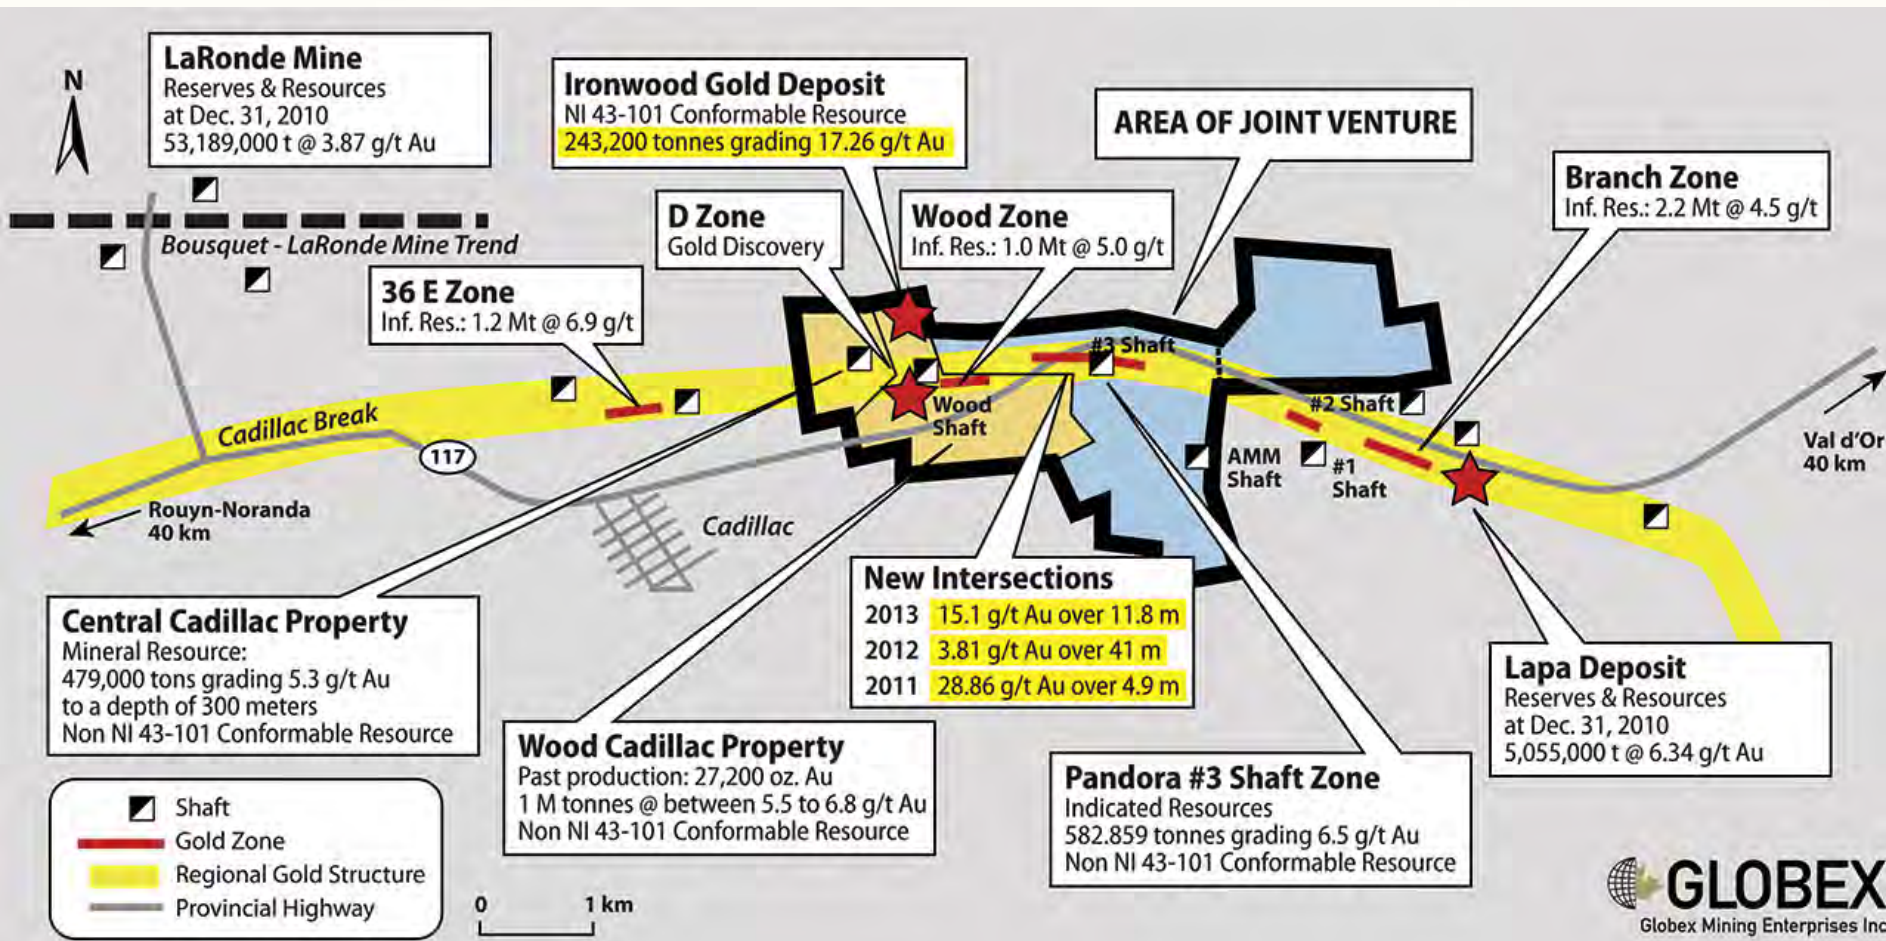 LaRonde Mine
Reserves & Resources
at Dec. 31, 2010
53,189,000 t @ 3.87 g/t Au
N
Ironwood Gold Deposit
NI 43-101 Conformable Resource
243,200 tonnes grading 17.26 g/t Au
AREA OF JOINT VENTURE
Branch Zone
Inf. Res.: 2.2 Mt @ 4.5 g/t
D Zone
Gold Discovery
Wood Zone
Inf. Res.: 1.0 Mt @ 5.0 g/t
Bousquet - LaRonde Mine Trend
36 E Zone
Inf. Res.: 1.2 Mt @ 6.9 g/t
#3 Shaft
Wood
Shaft
#2 Shaft
Cadillac Break
117
AMM
Shaft
#1
Shaft
Val d'Or
40 km
Rouyn-Noranda
40 km
Cadillac
New Intersections
2013 15.1 g/t Au over 11.8 m
2012 3.81 g/t Au over 41 m
2011 28.86 g/t Au over 4.9 m
Central Cadillac Property
Mineral Resource:
479,000 tons grading 5.3 g/t Au
to a depth of 300 meters
Non NI 43-101 Conformable Resource
Lapa Deposit
Reserves & Resources
at Dec. 31, 2010
5,055,000 t @ 6.34 g/t Au
Wood Cadillac Property
Past production: 27,200 oz. Au
1 M tonnes @ between 5.5 to 6.8 g/t Au
Non NI 43-101 Conformable Resource
Pandora #3 Shaft Zone
Indicated Resources
582.859 tonnes grading 6.5 g/t Au
Non NI 43-101 Conformable Resource
Shaft
Gold Zone
Regional Gold Structure
Provincial Highway
0 1 km
GLOBEX
Globex Mining Enterprises Inc